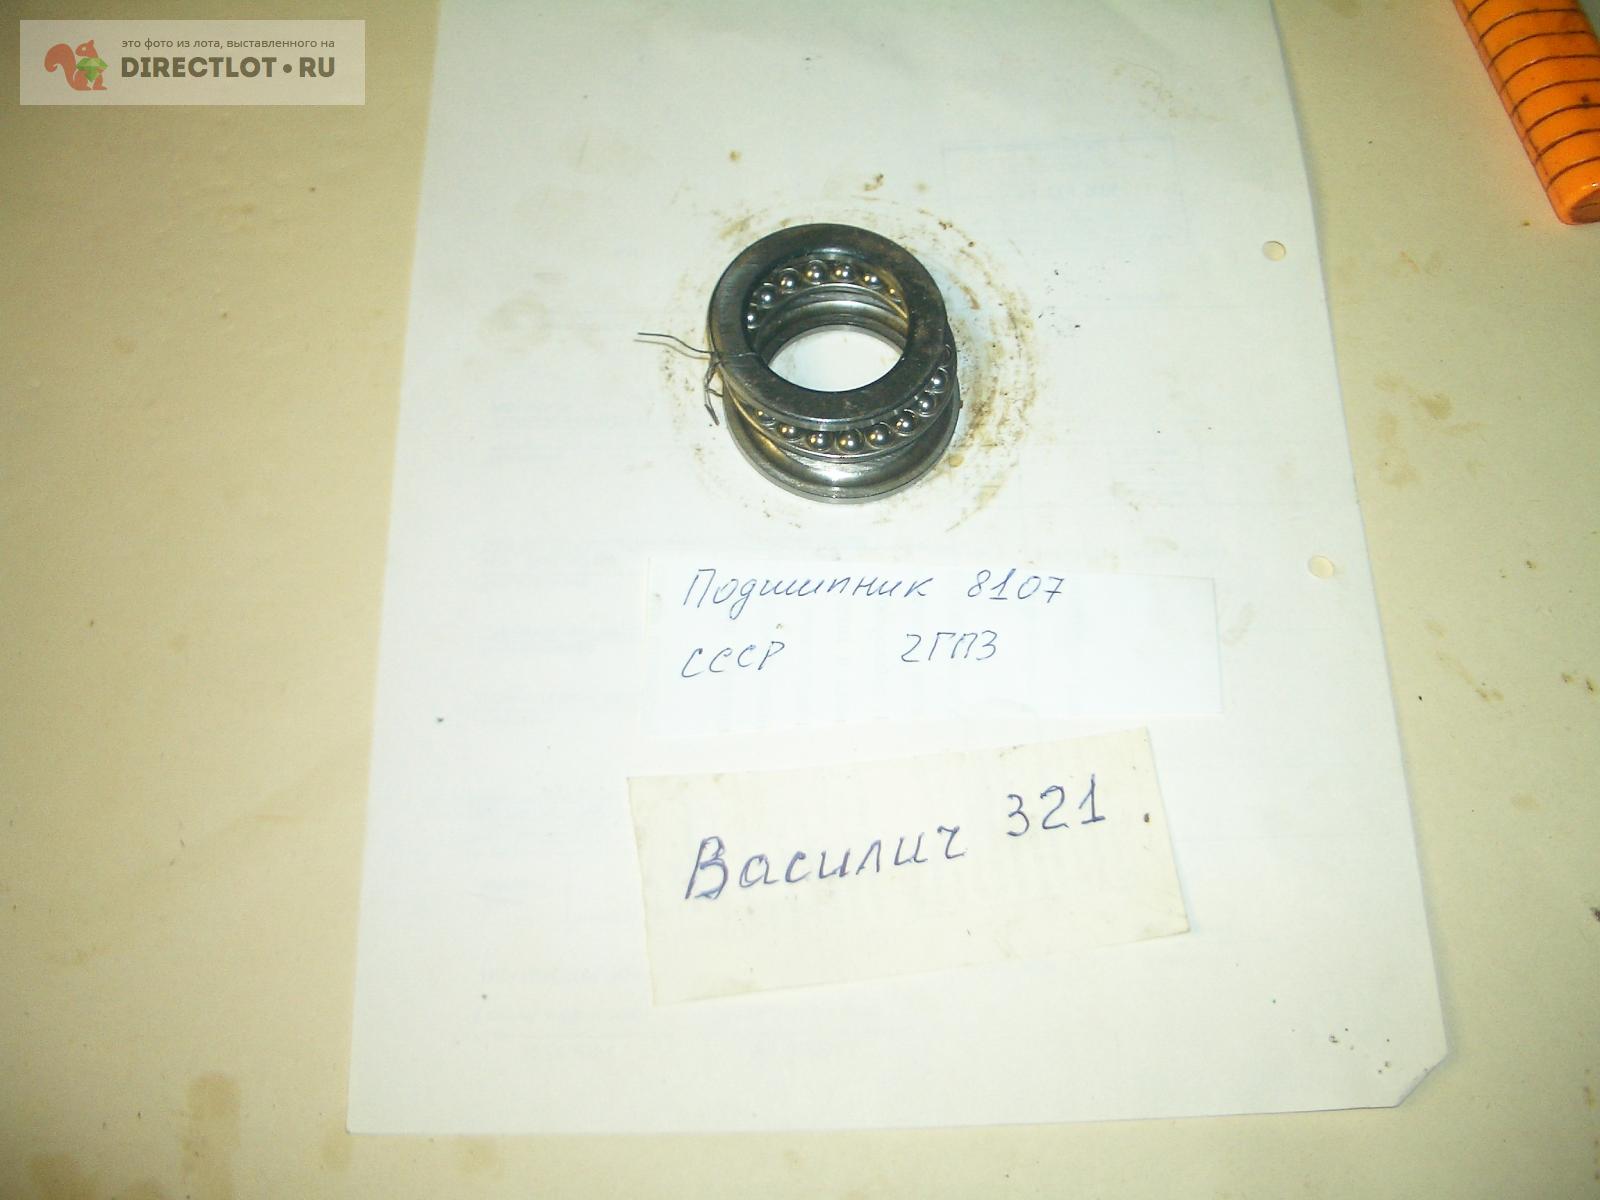 это фото из лота, выставленного на
DIRECTLOT•RU
Подшипник 8107
СССР 2ГПЗ
Василич 321.